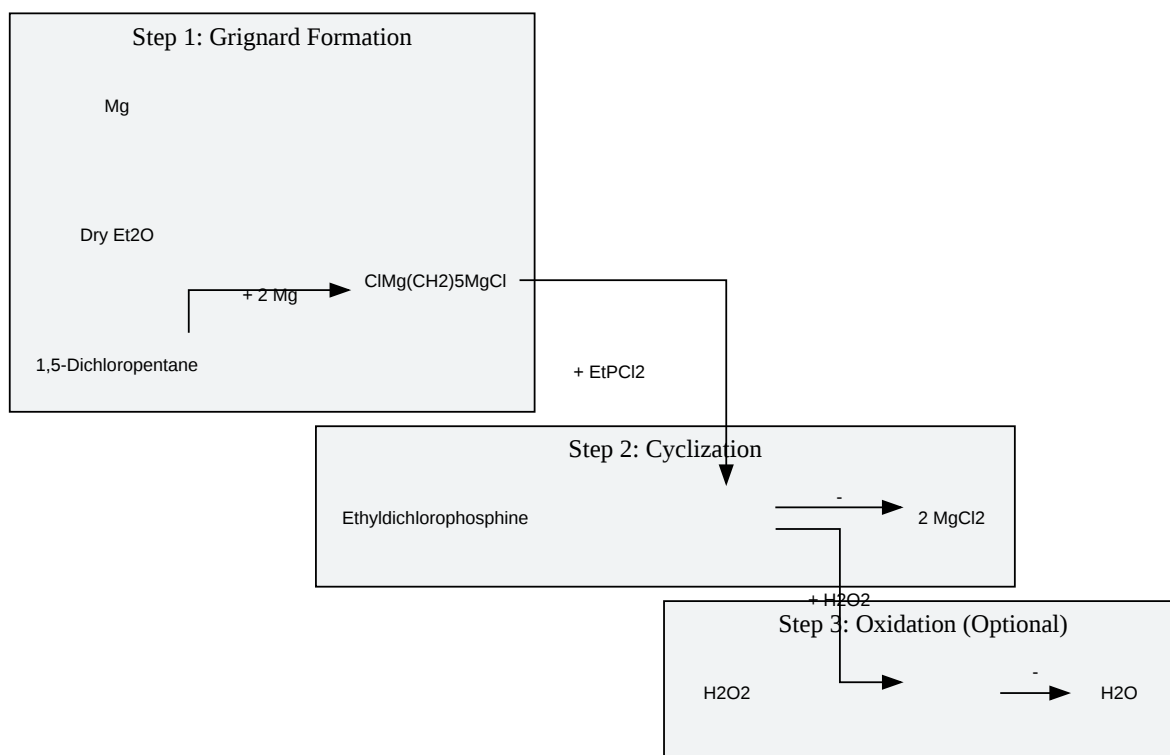 Step 1: Grignard Formation
Mg
Dry Et2O
ClMg(CH2)5MgCl
+ 2 Mg
1,5-Dichloropentane
+ EtPCl2
Step 2: Cyclization
-
Ethyldichlorophosphine
2 MgCl2
+ H2O2
Step 3: Oxidation (Optional)
-
H2O2
H2O